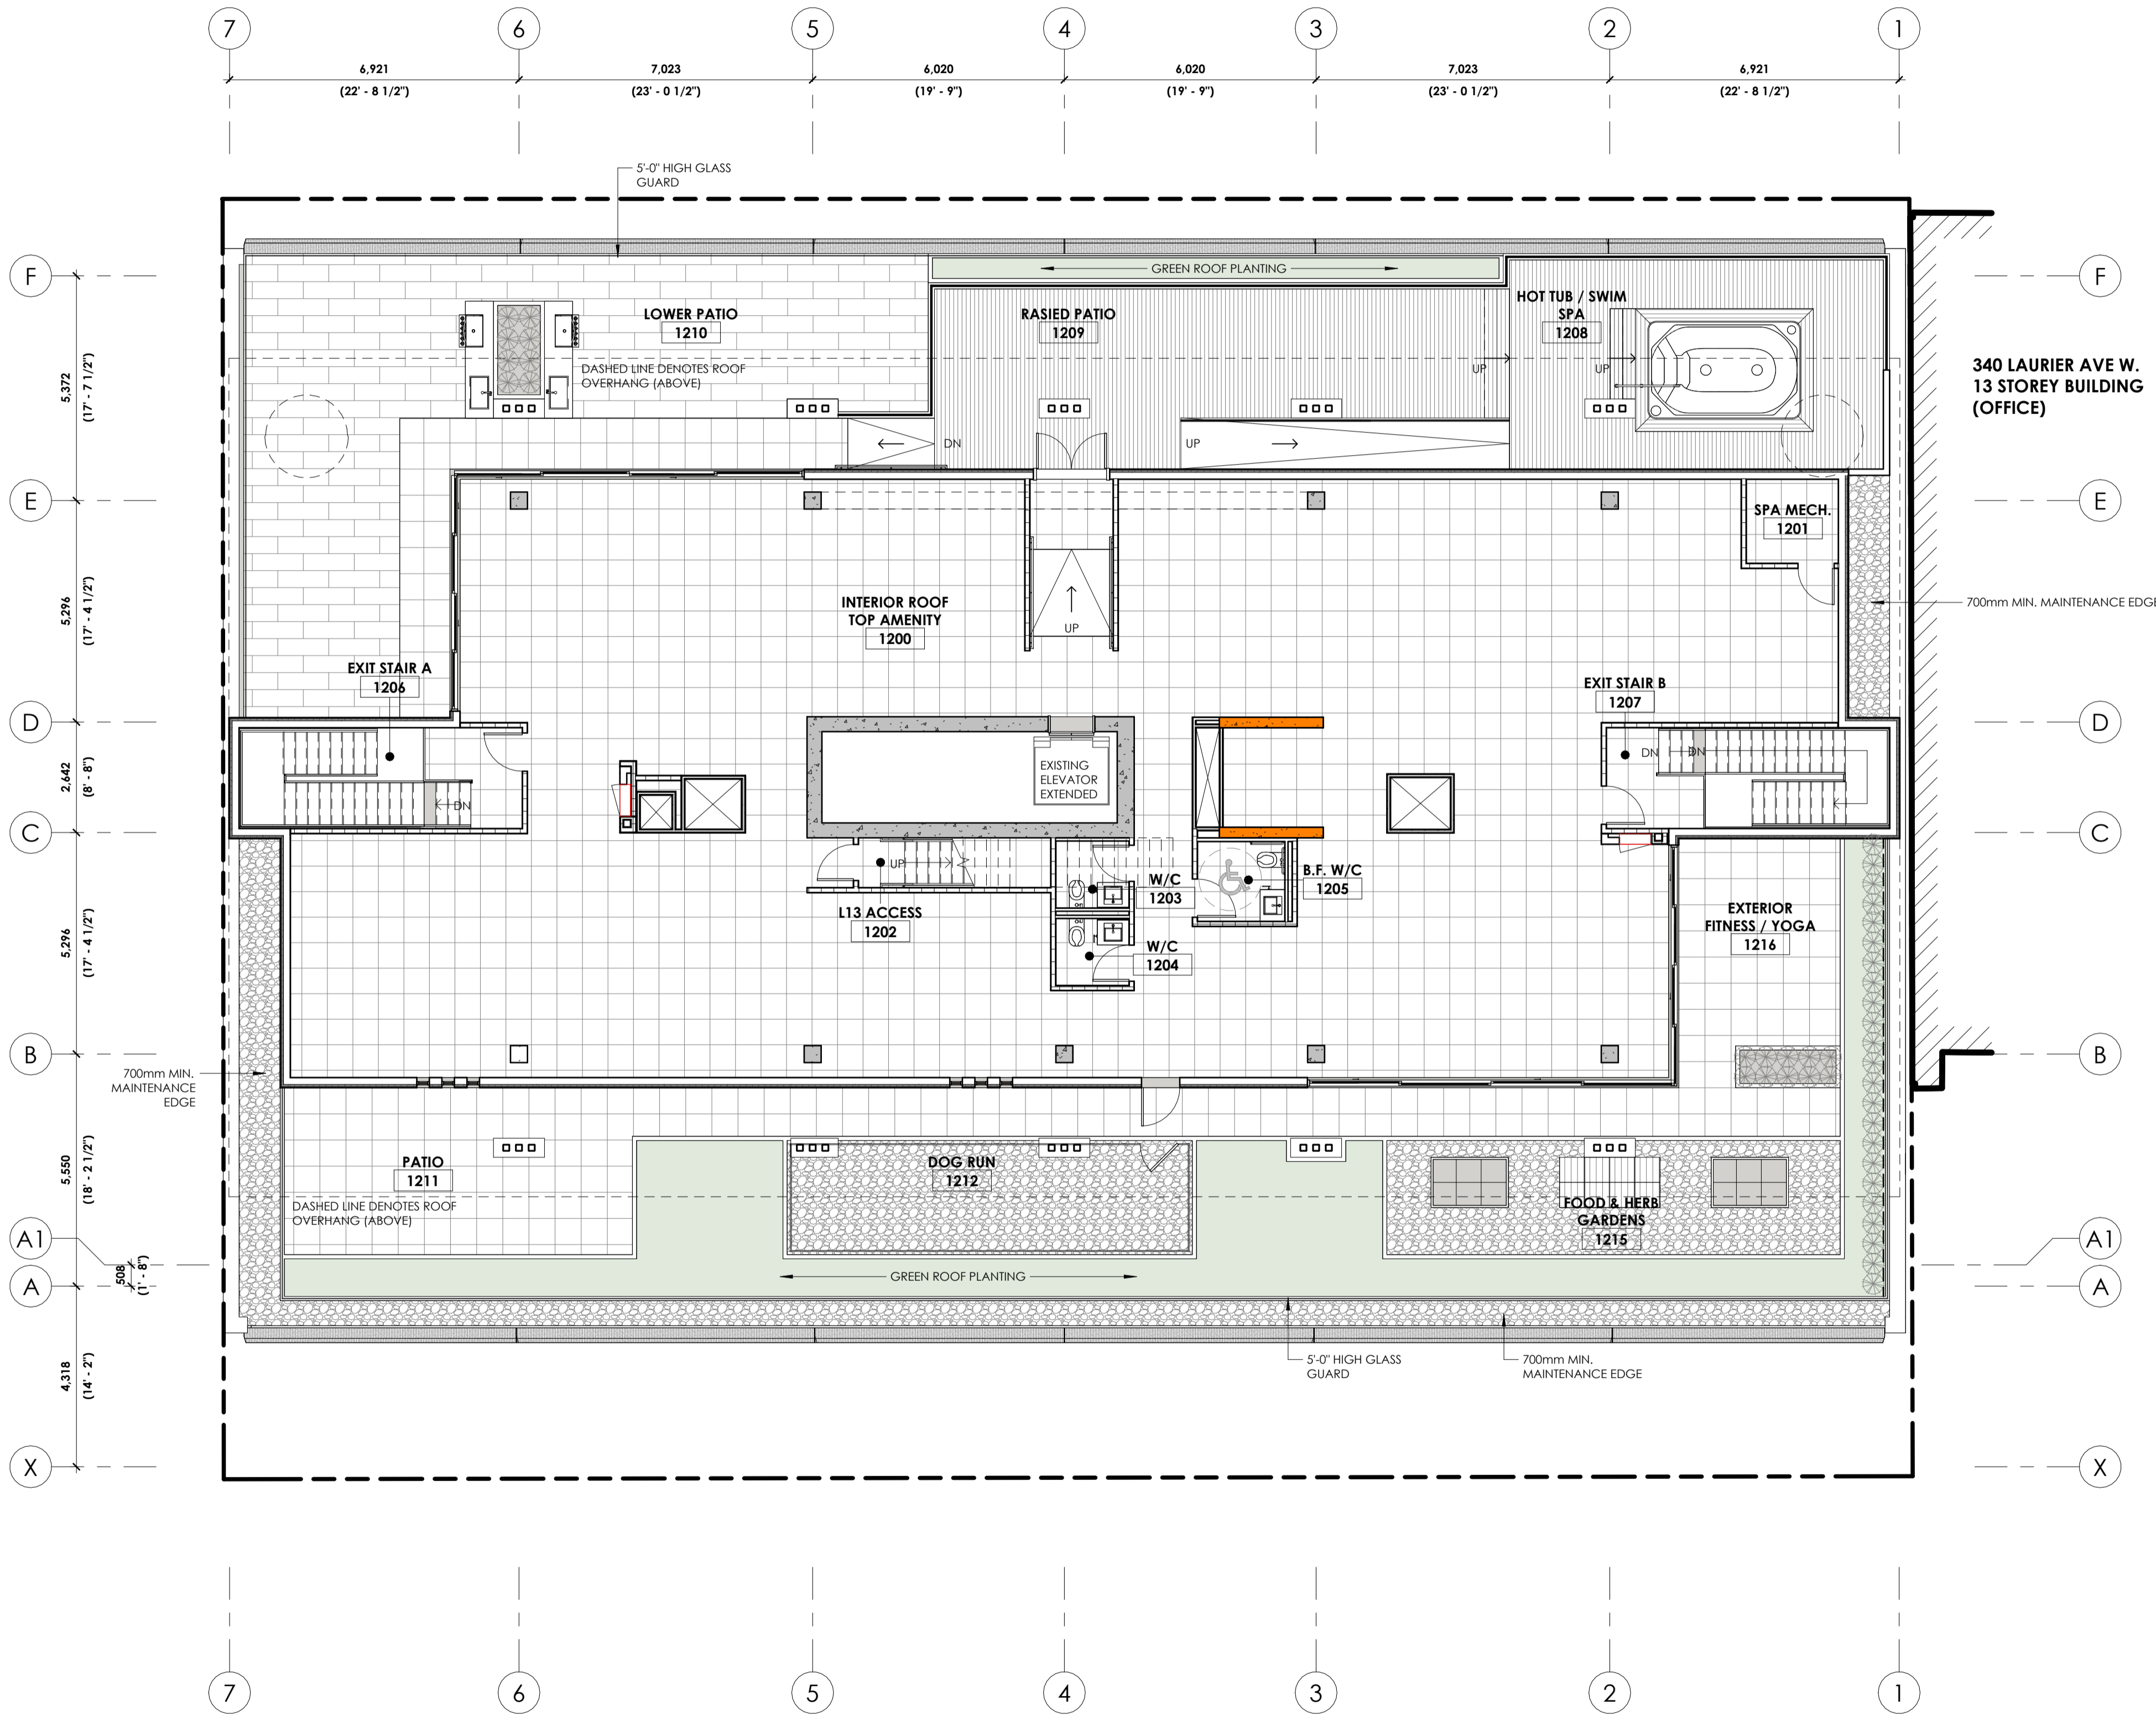 7 6 5 4 3 2 1
6,921 7,023 6,020 6,020 7,023 6,921
(22' - 8 1/2") (23' - 0 1/2") (19' - 9") (19' - 9") (23' - 0 1/2") (22' - 8 1/2")
5'-0" HIGH GLASS
GUARD
F F
GREEN ROOF PLANTING
LOWER PATIO
1210
RASIED PATIO
1209
HOT TUB / SWIM
SPA
1208
DASHED LINE DENOTES ROOF
OVERHANG (ABOVE)
UP
UP
340 LAURIER AVE W.
13 STOREY BUILDING
(OFFICE)
5,372
(17' - 7 1/2")
DN
UP
E E
SPA MECH.
1201
5,296
(17' - 4 1/2")
INTERIOR ROOF
TOP AMENITY
1200
UP
700mm MIN. MAINTENANCE EDGE
EXIT STAIR A
1206
EXIT STAIR B
1207
D D
2,642
(8' - 8")
DN
EXISTING
ELEVATOR
EXTENDED
DN
DN
C C
UP
L13 ACCESS
1202
W/C
1203
B.F. W/C
1205
W/C
1204
EXTERIOR
FITNESS / YOGA
1216
5,296
(17' - 4 1/2")
B B
700mm MIN.
MAINTENANCE
EDGE
5,550
(18' - 2 1/2")
PATIO
1211
DASHED LINE DENOTES ROOF
OVERHANG (ABOVE)
DOG RUN
1212
FOOD & HERB
GARDENS
1215
A1 A1
508
(1' - 8")
A A
GREEN ROOF PLANTING
5'-0" HIGH GLASS
GUARD
700mm MIN.
MAINTENANCE EDGE
4,318
(14' - 2")
X X
7 6 5 4 3 2 1